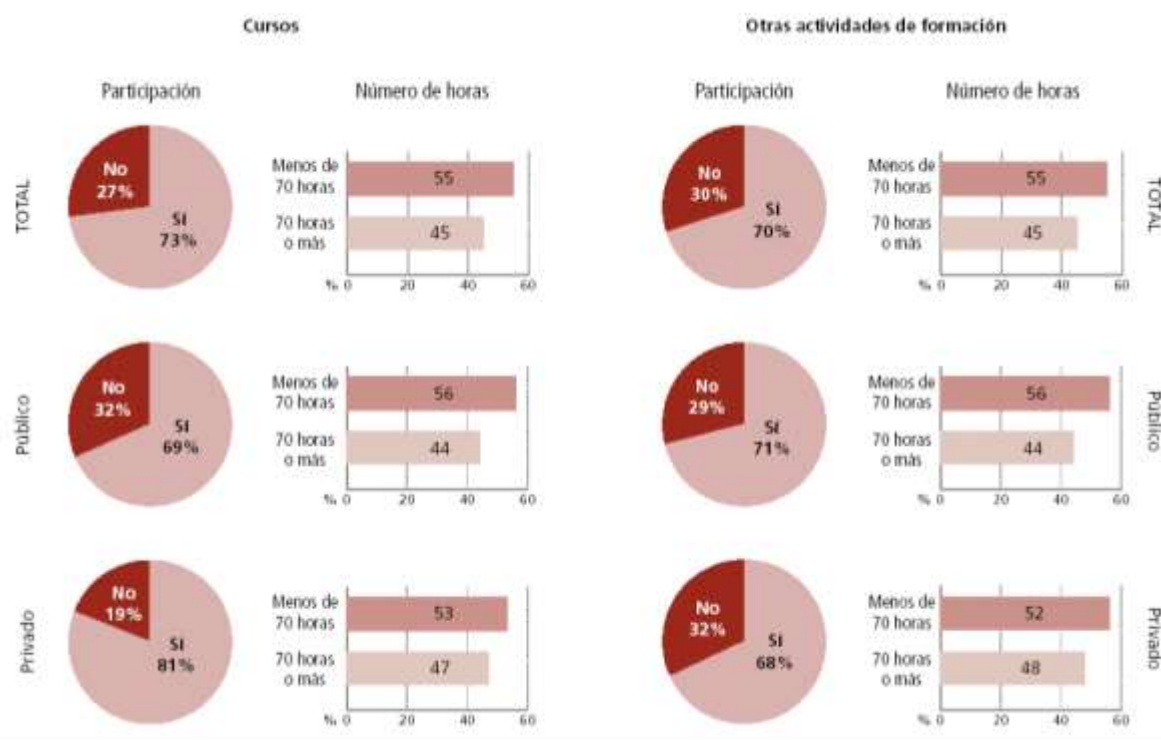 Cursos
Otras actividades de formación
Participación
Número de horas
Participación
Número de horas
TOTAL
No
27%
Sí
73%
Menos de
70 horas
55
70 horas
o más
45
% 0 20 40 60
No
30%
Sí
70%
Menos de
70 horas
55
70 horas
o más
45
% 0 20 40 60
TOTAL
Público
No
32%
Sí
69%
Menos de
70 horas
56
70 horas
o más
44
% 0 20 40 60
No
29%
Sí
71%
Menos de
70 horas
56
70 horas
o más
44
% 0 20 40 60
Público
Privado
No
19%
Sí
81%
Menos de
70 horas
53
70 horas
o más
47
% 0 20 40 60
No
32%
Sí
68%
Menos de
70 horas
52
70 horas
o más
48
% 0 20 40 60
Privado